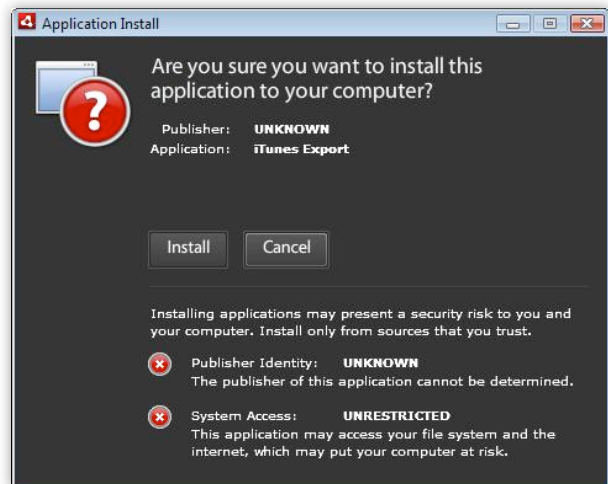 Application Install
Are you sure you want to install this
application to your computer?
Publisher: UNKNOWN
Application: iTunes Export
Install Cancel
Installing applications may present a security risk to you and
your computer. Install only from sources that you trust.
Publisher Identity: UNKNOWN
The publisher of this application cannot be determined.
System Access: UNRESTRICTED
This application may access your file system and the
internet, which may put your computer at risk.